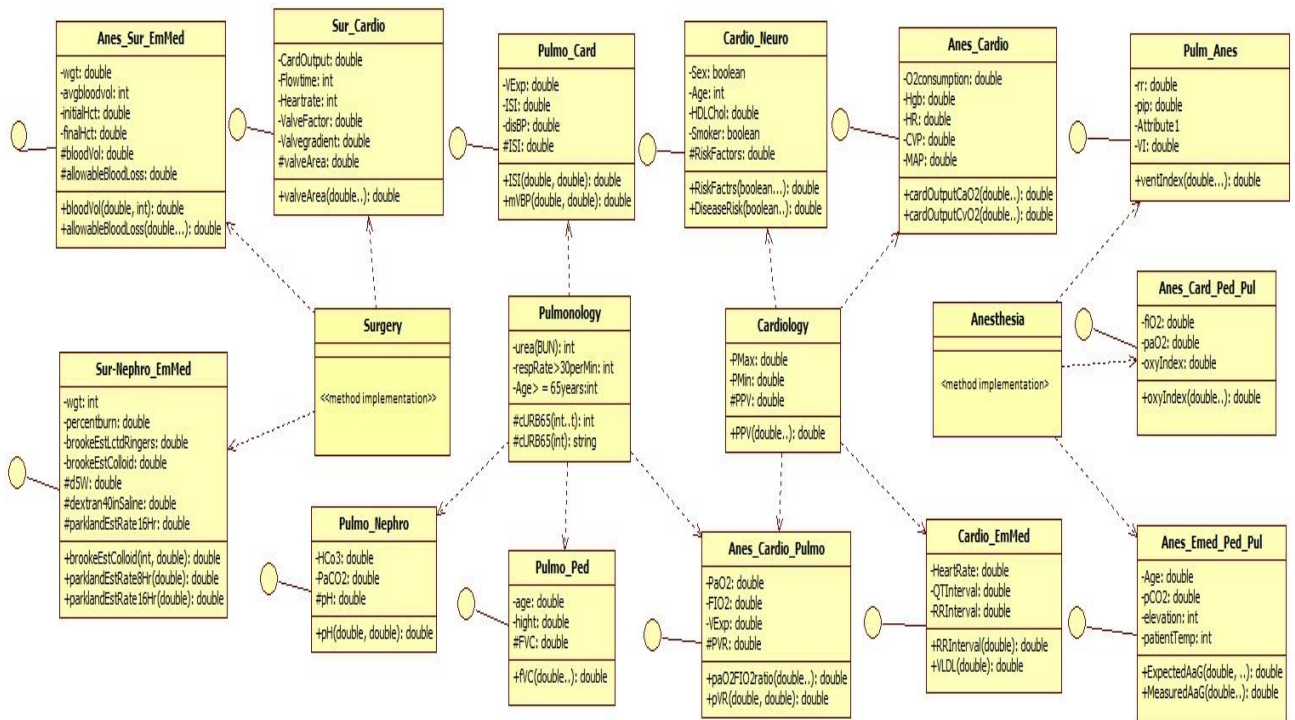 Anes_Sur_EmMed
-wgt: double
-avgbloodvol: int
-initialHct: double
-finalHct: double
#bloodVol: double
#allowableBloodLoss: double
+bloodVol(double, int): double
+allowableBloodLoss(double...): double
Sur_Cardio
-CardOutput: double
-Flowtime: int
-Heartrate: int
-ValveFactor: double
-Valvegradient: double
#valveArea: double
+valveArea(double..): double
Pulmo_Card
-VExp: double
-ISI: double
-disBP: double
#ISI: double
+ISI(double, double): double
+mVBP(double, double): double
Cardio_Neuro
-Sex: boolean
-Age: int
-HDLChol: double
-Smoker: boolean
#RiskFactors: double
+RiskFactrs(boolean...): double
+DiseaseRisk(boolean..): double
Anes_Cardio
-O2consumption: double
-Hgb: double
-HR: double
-CVP: double
-MAP: double
+cardOutputCaO2(double..): double
+cardOutputCvO2(double..): double
Pulm_Anes
-rr: double
-pip: double
-Attribute1
-VI: double
+ventIndex(double...): double
Surgery
<<method implementation>>
Pulmonology
-urea(BUN): int
-respRate>30perMin: int
-Age> = 65years:int
#cURB65(int..t): int
#cURB65(int): string
Cardiology
-PMax: double
-PMin: double
#PPV: double
+PPV(double..): double
Anesthesia
<method implementation>
Anes_Card_Ped_Pul
-fiO2: double
-paO2: double
-oxyIndex: double
+oxyIndex(double..): double
Sur-Nephro_EmMed
-wgt: int
-percentburn: double
-brookeEstLctdRingers: double
-brookeEstColloid: double
#d5W: double
#dextran40inSaline: double
#parklandEstRate16Hr: double
+brookeEstColloid(int, double): double
+parklandEstRate8Hr(double): double
+parklandEstRate16Hr(double): double
Pulmo_Nephro
-HCo3: double
-PaCO2: double
#pH: double
+pH(double, double): double
Pulmo_Ped
-age: double
-hight: double
#FVC: double
+fVC(double..): double
Anes_Cardio_Pulmo
-PaO2: double
-FIO2: double
-VExp: double
#PVR: double
+paO2FIO2ratio(double..): double
+pVR(double, double): double
Cardio_EmMed
-HeartRate: double
-QTInterval: double
-RRInterval: double
+RRInterval(double): double
+VLDL(double): double
Anes_Emed_Ped_Pul
-Age: double
-pCO2: double
-elevation: int
-patientTemp: int
+ExpectedAaG(double, ..): double
+MeasuredAaG(double..): double